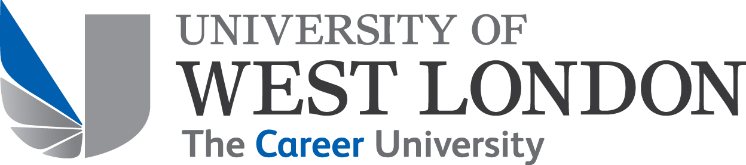 UNIVERSITY OF
WEST LONDON
The Career University